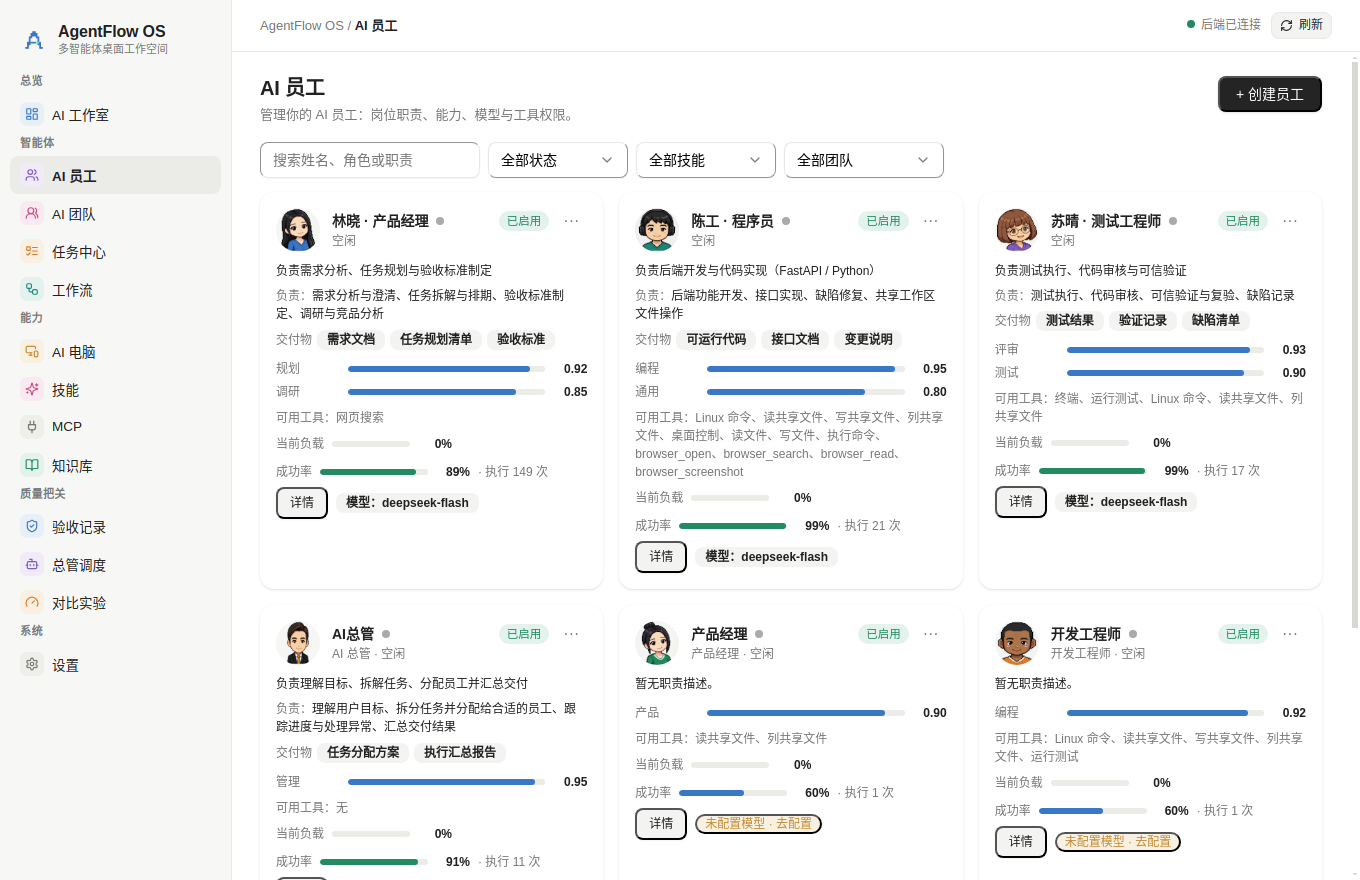 AgentFlow OS
多智能体桌面工作空间
总览
AI 工作室
智能体
AI 员工
AI 团队
任务中心
工作流
能力
AI 电脑
技能
MCP
知识库
质量把关
验收记录
总管调度
对比实验
系统
设置
AgentFlow OS / AI 员工
后端已连接
刷新
AI 员工
管理你的 AI 员工：岗位职责、能力、模型与工具权限。
+ 创建员工
搜索姓名、角色或职责
全部状态
全部技能
全部团队
林晓 · 产品经理
已启用
···
空闲
负责需求分析、任务规划与验收标准制定
负责：需求分析与澄清、任务拆解与排期、验收标准制
定、调研与竞品分析
交付物 需求文档 任务规划清单 验收标准
规划 0.92
调研 0.85
可用工具：网页搜索
当前负载 0%
成功率 89% · 执行 149 次
详情 模型：deepseek-flash
陈工 · 程序员
已启用
···
空闲
负责后端开发与代码实现（FastAPI / Python）
负责：后端功能开发、接口实现、缺陷修复、共享工作区
文件操作
交付物 可运行代码 接口文档 变更说明
编程 0.95
通用 0.80
可用工具：Linux 命令、读共享文件、写共享文件、列共享
文件、桌面控制、读文件、写文件、执行命令、
browser_open、browser_search、browser_read、
browser_screenshot
当前负载 0%
成功率 99% · 执行 21 次
详情 模型：deepseek-flash
苏晴 · 测试工程师
已启用
···
空闲
负责测试执行、代码审核与可信验证
负责：测试执行、代码审核、可信验证与复验、缺陷记录
交付物 测试结果 验证记录 缺陷清单
评审 0.93
测试 0.90
可用工具：终端、运行测试、Linux 命令、读共享文件、列
共享文件
当前负载 0%
成功率 99% · 执行 17 次
详情 模型：deepseek-flash
AI总管
已启用
···
AI 总管 · 空闲
负责理解目标、拆解任务、分配员工并汇总交付
负责：理解用户目标、拆分任务并分配给合适的员工、跟
踪进度与处理异常、汇总交付结果
交付物 任务分配方案 执行汇总报告
管理 0.95
可用工具：无
当前负载 0%
成功率 91% · 执行 11 次
产品经理
已启用
···
产品经理 · 空闲
暂无职责描述。
产品 0.90
可用工具：读共享文件、列共享文件
当前负载 0%
成功率 60% · 执行 1 次
详情 未配置模型 · 去配置
开发工程师
已启用
···
开发工程师 · 空闲
暂无职责描述。
编程 0.92
可用工具：Linux 命令、读共享文件、写共享文件、列共享
文件、运行测试
当前负载 0%
成功率 60% · 执行 1 次
详情 未配置模型 · 去配置